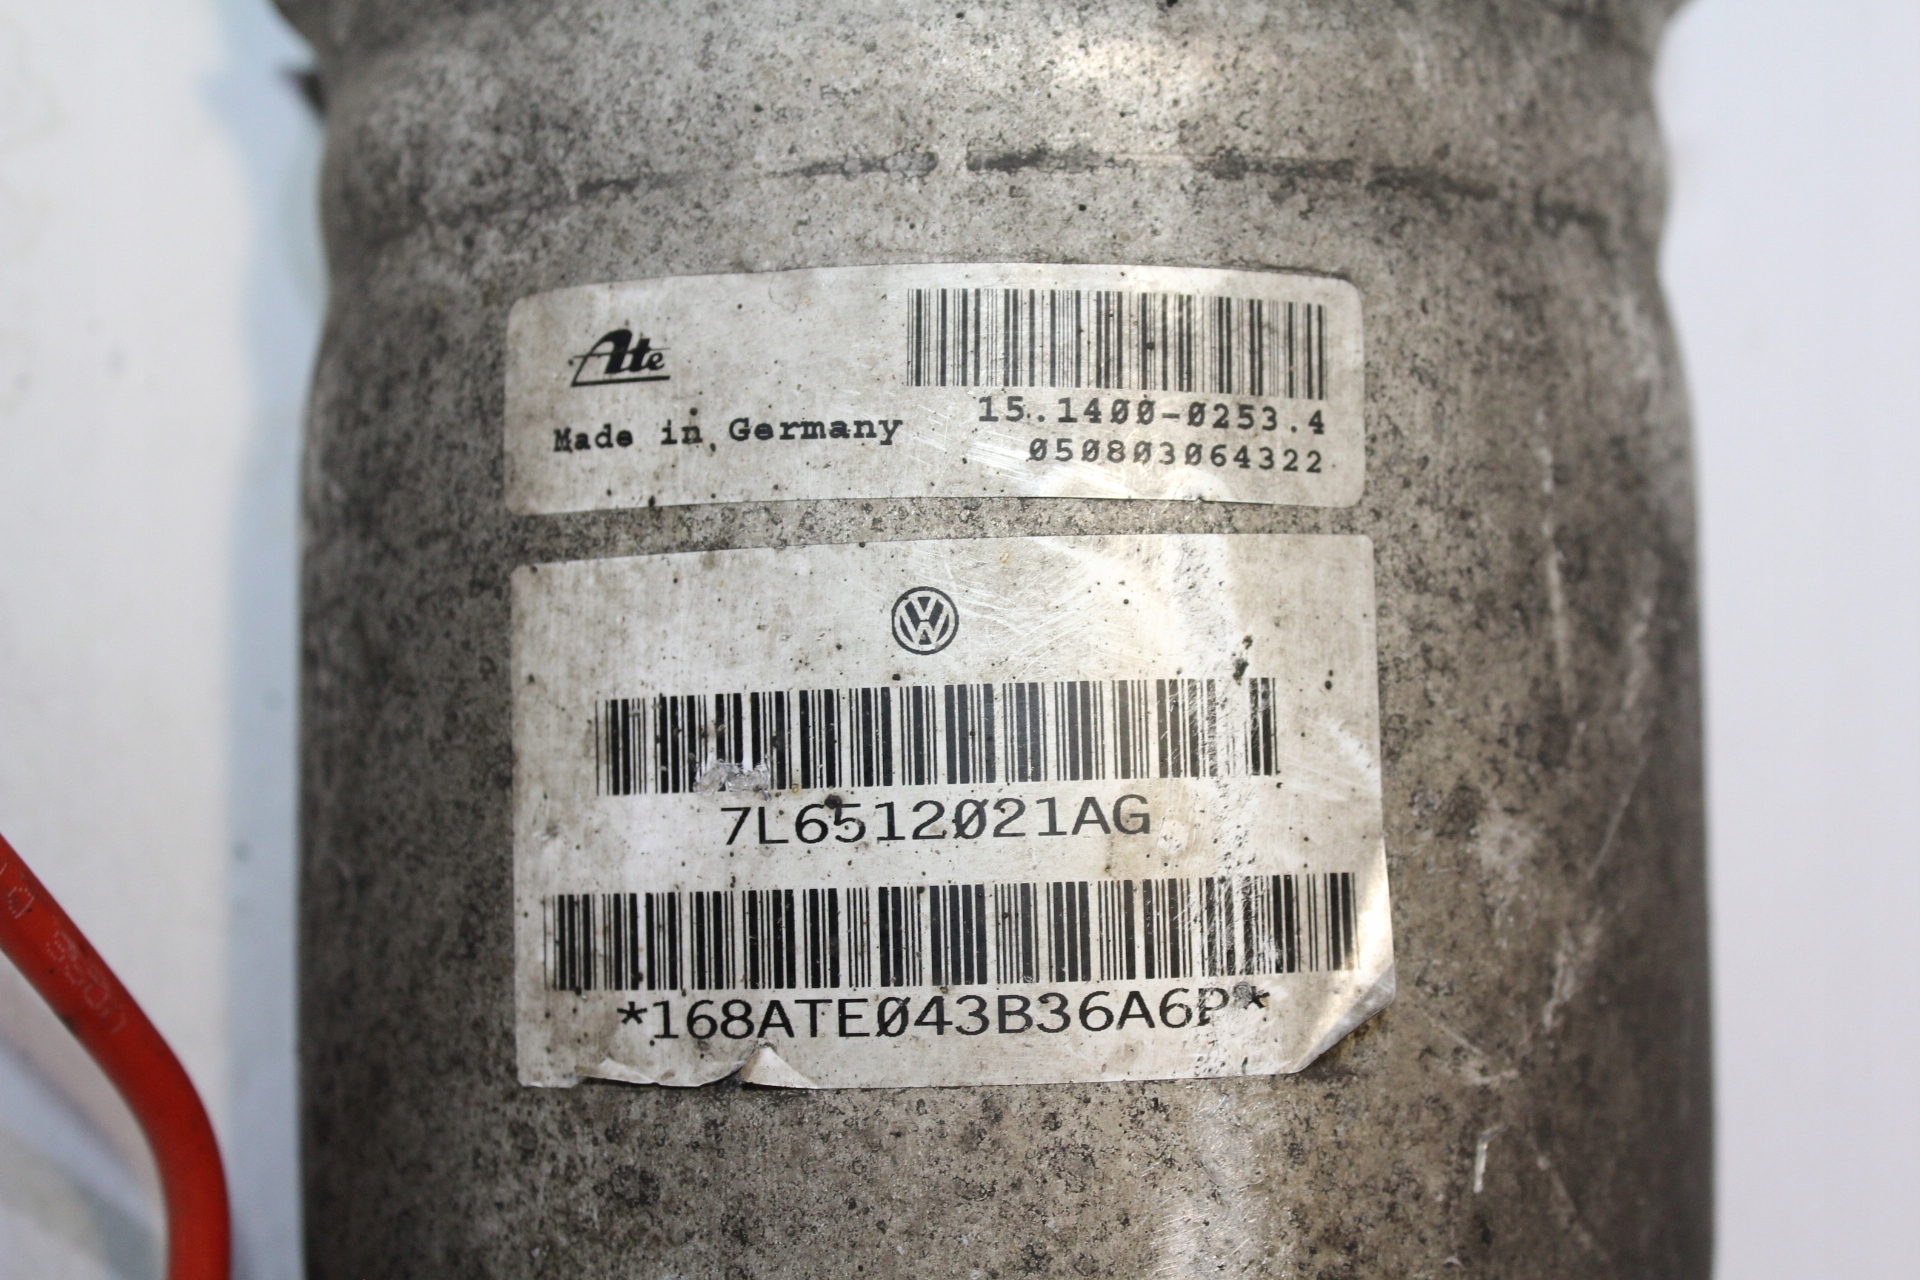 Ate
Made in Germany
15.1400-0253.4
050803064322
7L6512021AG
*168ATE043B36A6P*